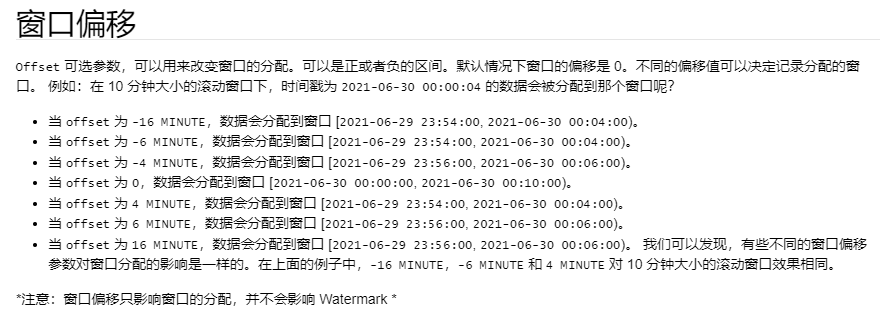 窗口偏移
Offset 可选参数，可以用来改变窗口的分配。可以是正或者负的区间。默认情况下窗口的偏移是 0。不同的偏移值可以决定记录分配的窗
口。 例如：在 10 分钟大小的滚动窗口下，时间戳为 2021-06-30 00:00:04 的数据会被分配到那个窗口呢？
• 当 offset 为 -16 MINUTE，数据会分配到窗口 [2021-06-29 23:54:00, 2021-06-30 00:04:00)。
• 当 offset 为 -6 MINUTE，数据会分配到窗口 [2021-06-29 23:54:00, 2021-06-30 00:04:00)。
• 当 offset 为 -4 MINUTE，数据会分配到窗口 [2021-06-29 23:56:00, 2021-06-30 00:06:00)。
• 当 offset 为 0，数据会分配到窗口 [2021-06-30 00:00:00, 2021-06-30 00:10:00)。
• 当 offset 为 4 MINUTE，数据会分配到窗口 [2021-06-29 23:54:00, 2021-06-30 00:04:00)。
• 当 offset 为 6 MINUTE，数据会分配到窗口 [2021-06-29 23:56:00, 2021-06-30 00:06:00)。
• 当 offset 为 16 MINUTE，数据会分配到窗口 [2021-06-29 23:56:00, 2021-06-30 00:06:00)。 我们可以发现，有些不同的窗口偏移
参数对窗口分配的影响是一样的。在上面的例子中，-16 MINUTE，-6 MINUTE 和 4 MINUTE 对 10 分钟大小的滚动窗口效果相同。
*注意：窗口偏移只影响窗口的分配，并不会影响 Watermark *